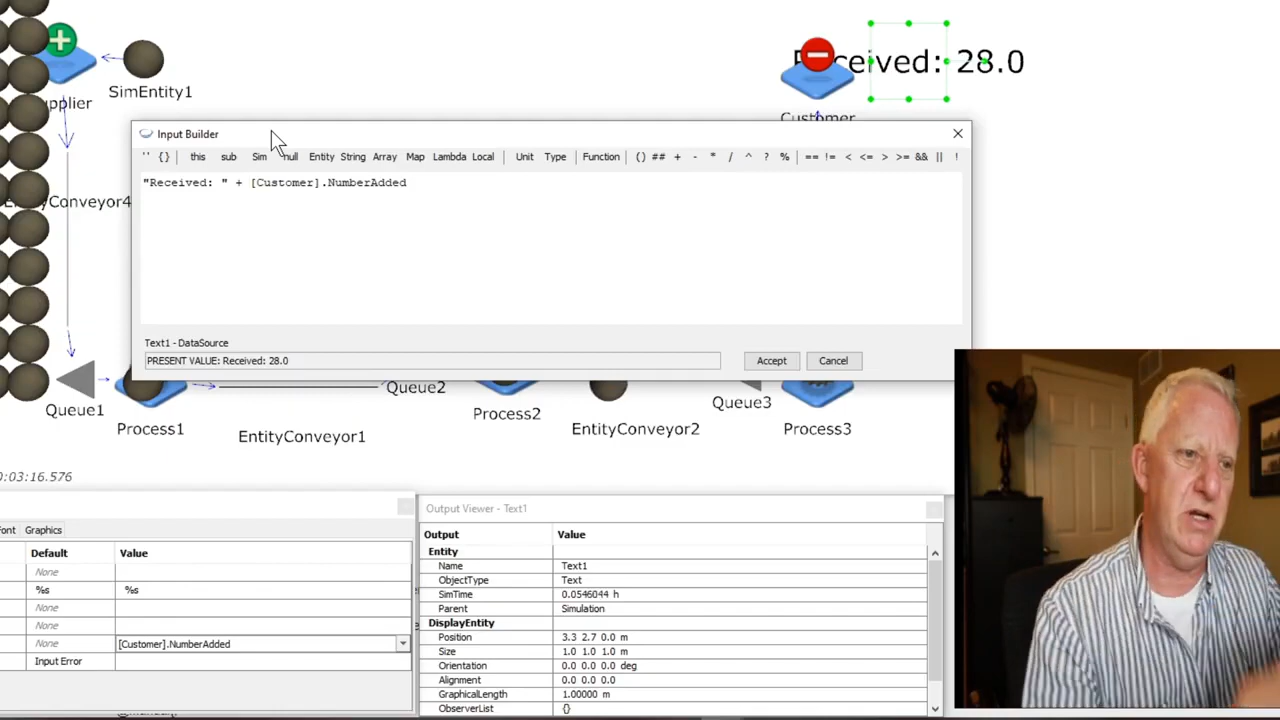 Received: 28.0
SimEntity1
Customer
Input Builder
'' {} this sub Sim null Entity String Array Map Lambda Local Unit Type Function () ## + - * / ^ ? % == != < <= > >= && || !
"Received: " + [Customer].NumberAdded
EntityConveyor4
Text1 - DataSource
PRESENT VALUE: Received: 28.0
Accept Cancel
Queue1
Process1
EntityConveyor1
Queue2
Process2
EntityConveyor2
Queue3
Process3
0:03:16.576
Font Graphics
Default Value
None
%s %s
None
None
None [Customer].NumberAdded
Input Error
Output Viewer - Text1
Output Value
Entity
Name Text1
ObjectType Text
SimTime 0.0546044 h
Parent Simulation
DisplayEntity
Position 3.3 2.7 0.0 m
Size 1.0 1.0 1.0 m
Orientation 0.0 0.0 0.0 deg
Alignment 0.0 0.0 0.0
GraphicalLength 1.00000 m
ObserverList {}